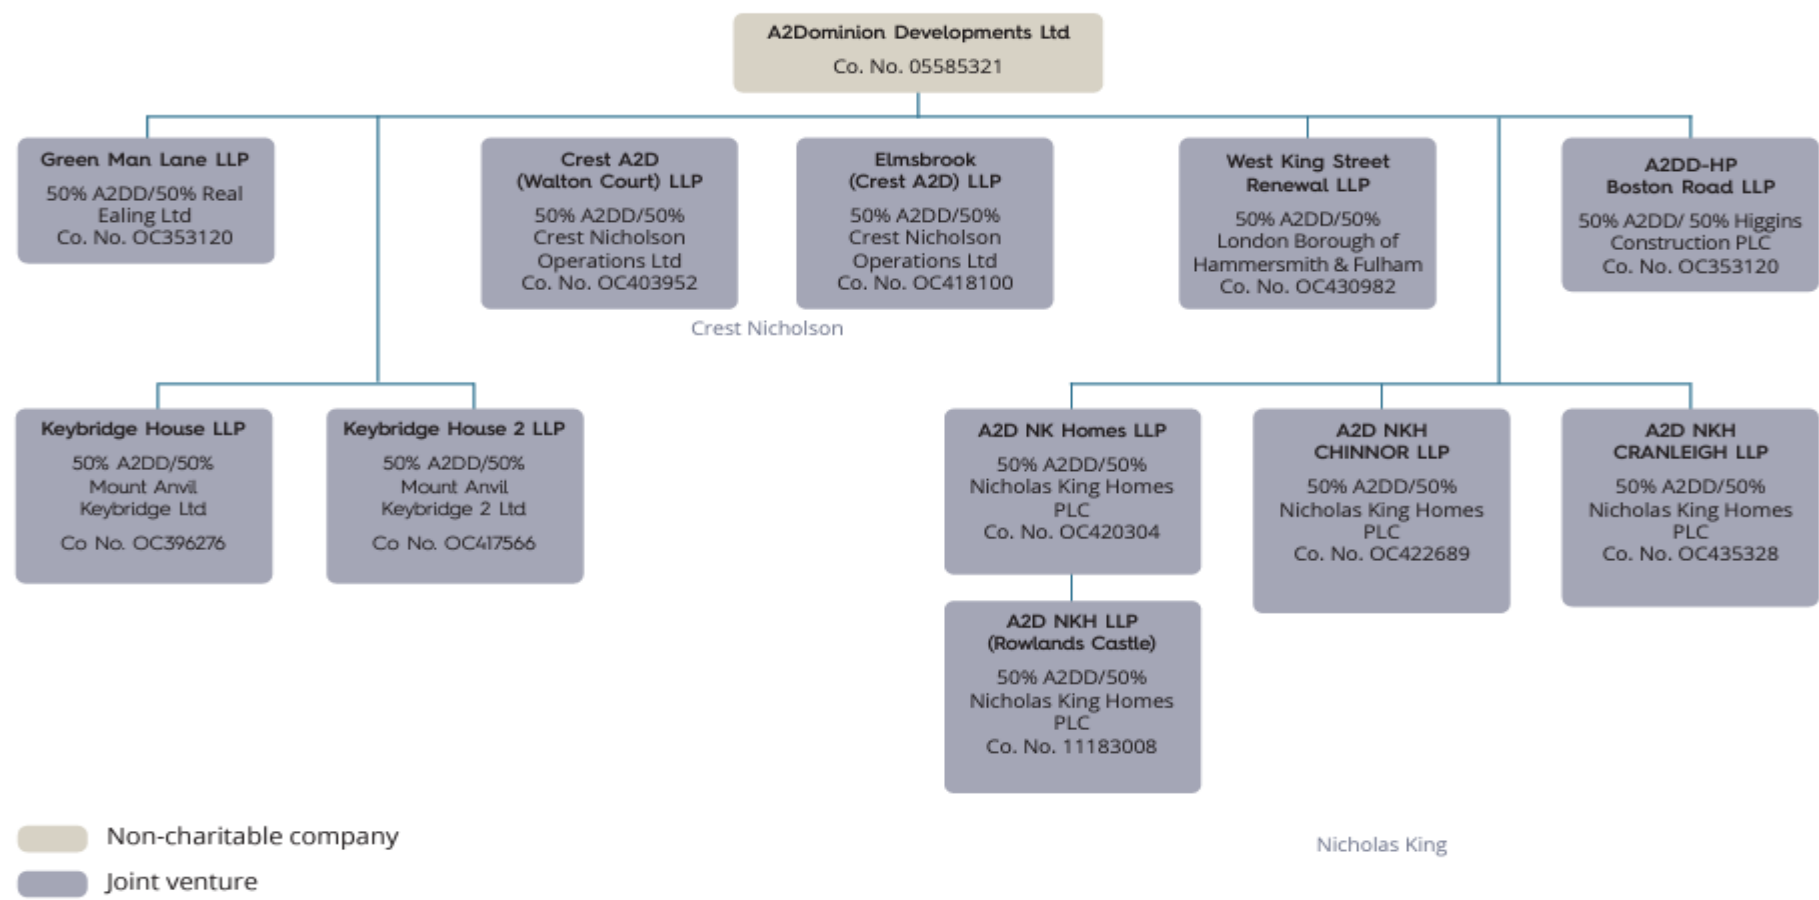 A2Dominion Developments Ltd
Co. No. 05585321
Green Man Lane LLP
50% A2DD/50% Real
Ealing Ltd
Co. No. OC353120
Crest A2D
(Walton Court) LLP
50% A2DD/50%
Crest Nicholson
Operations Ltd
Co. No. OC403952
Elmsbrook
(Crest A2D) LLP
50% A2DD/50%
Crest Nicholson
Operations Ltd
Co. No. OC418100
West King Street
Renewal LLP
50% A2DD/50%
London Borough of
Hammersmith & Fulham
Co. No. OC430982
A2DD-HP
Boston Road LLP
50% A2DD/ 50% Higgins
Construction PLC
Co. No. OC353120
Crest Nicholson
Keybridge House LLP
50% A2DD/50%
Mount Anvil
Keybridge Ltd
Co No. OC396276
Keybridge House 2 LLP
50% A2DD/50%
Mount Anvil
Keybridge 2 Ltd
Co No. OC417566
A2D NK Homes LLP
50% A2DD/50%
Nicholas King Homes
PLC
Co. No. OC420304
A2D NKH
CHINNOR LLP
50% A2DD/50%
Nicholas King Homes
PLC
Co. No. OC422689
A2D NKH
CRANLEIGH LLP
50% A2DD/50%
Nicholas King Homes
PLC
Co. No. OC435328
A2D NKH LLP
(Rowlands Castle)
50% A2DD/50%
Nicholas King Homes
PLC
Co. No. 11183008
Non-charitable company
Joint venture
Nicholas King